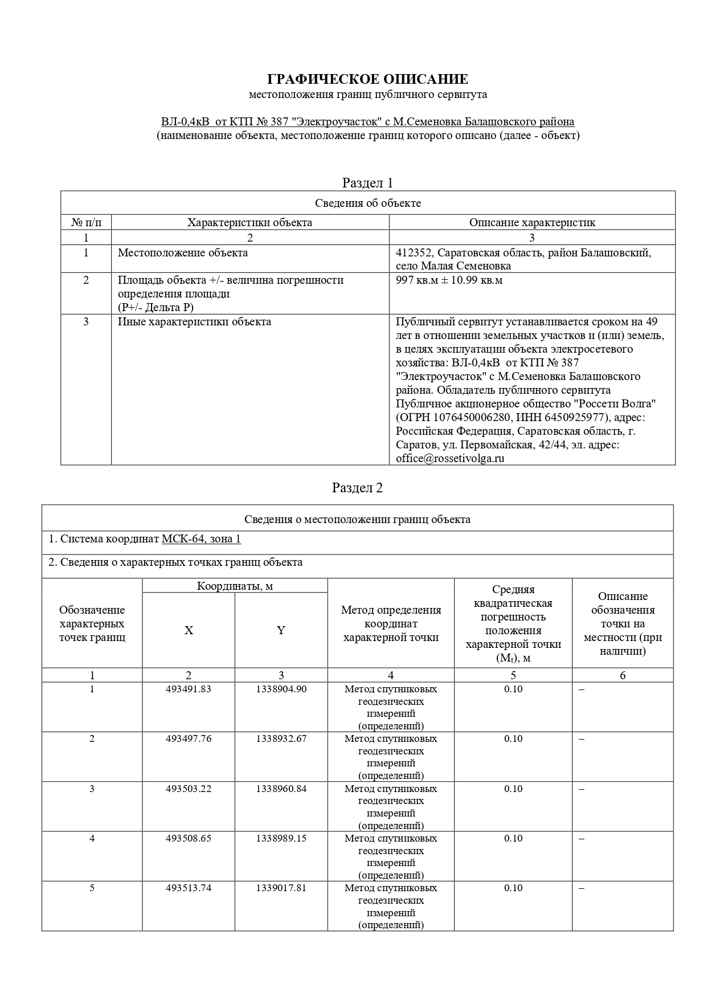 ГРАФИЧЕСКОЕ ОПИСАНИЕ
местоположения границ публичного сервитута
ВЛ-0,4кВ  от КТП № 387 "Электроучасток" с М.Семеновка Балашовского района
(наименование объекта, местоположение границ которого описано (далее - объект)
Раздел 1
Сведения об объекте
№ п/п Характеристики объекта Описание характеристик
1 2 3
1 Местоположение объекта 412352, Саратовская область, район Балашовский,
село Малая Семеновка
2 Площадь объекта +/- величина погрешности 997 кв.м ± 10.99 кв.м
определения площади
(Р+/- Дельта Р)
3 Иные характеристики объекта Публичный сервитут устанавливается сроком на 49
лет в отношении земельных участков и (или) земель,
в целях эксплуатации объекта электросетевого
хозяйства: ВЛ-0,4кВ  от КТП № 387
"Электроучасток" с М.Семеновка Балашовского
района. Обладатель публичного сервитута
Публичное акционерное общество "Россети Волга"
(ОГРН 1076450006280, ИНН 6450925977), адрес:
Российская Федерация, Саратовская область, г.
Саратов, ул. Первомайская, 42/44, эл. адрес:
office@rossetivolga.ru
Раздел 2
Сведения о местоположении границ объекта
1. Система координат МСК-64, зона 1
2. Сведения о характерных точках границ объекта
Обозначение
характерных
точек границ
Координаты, м
X Y
Метод определения
координат
характерной точки
Средняя
квадратическая
погрешность
положения
характерной точки
(Mt), м
Описание
обозначения
точки на
местности (при
наличии)
1 2 3 4 5 6
1 493491.83 1338904.90 Метод спутниковых 0.10 –
геодезических
измерений
(определений)
2 493497.76 1338932.67 Метод спутниковых 0.10 –
геодезических
измерений
(определений)
3 493503.22 1338960.84 Метод спутниковых 0.10 –
геодезических
измерений
(определений)
4 493508.65 1338989.15 Метод спутниковых 0.10 –
геодезических
измерений
(определений)
5 493513.74 1339017.81 Метод спутниковых 0.10 –
геодезических
измерений
(определений)